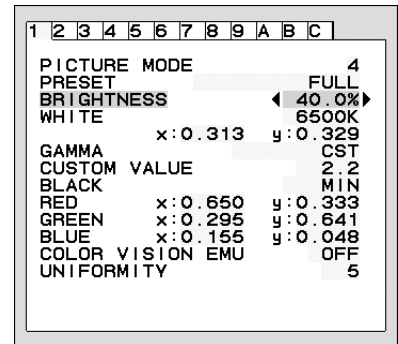 1 2 3 4 5 6 7 8 9 A B C
PICTURE MODE 4
PRESET FULL
BRIGHTNESS 40.0%
WHITE 6500K
x:0.313 y:0.329
GAMMA CST
CUSTOM VALUE 2.2
BLACK MIN
RED x:0.650 y:0.333
GREEN x:0.295 y:0.641
BLUE x:0.155 y:0.048
COLOR VISION EMU OFF
UNIFORMITY 5